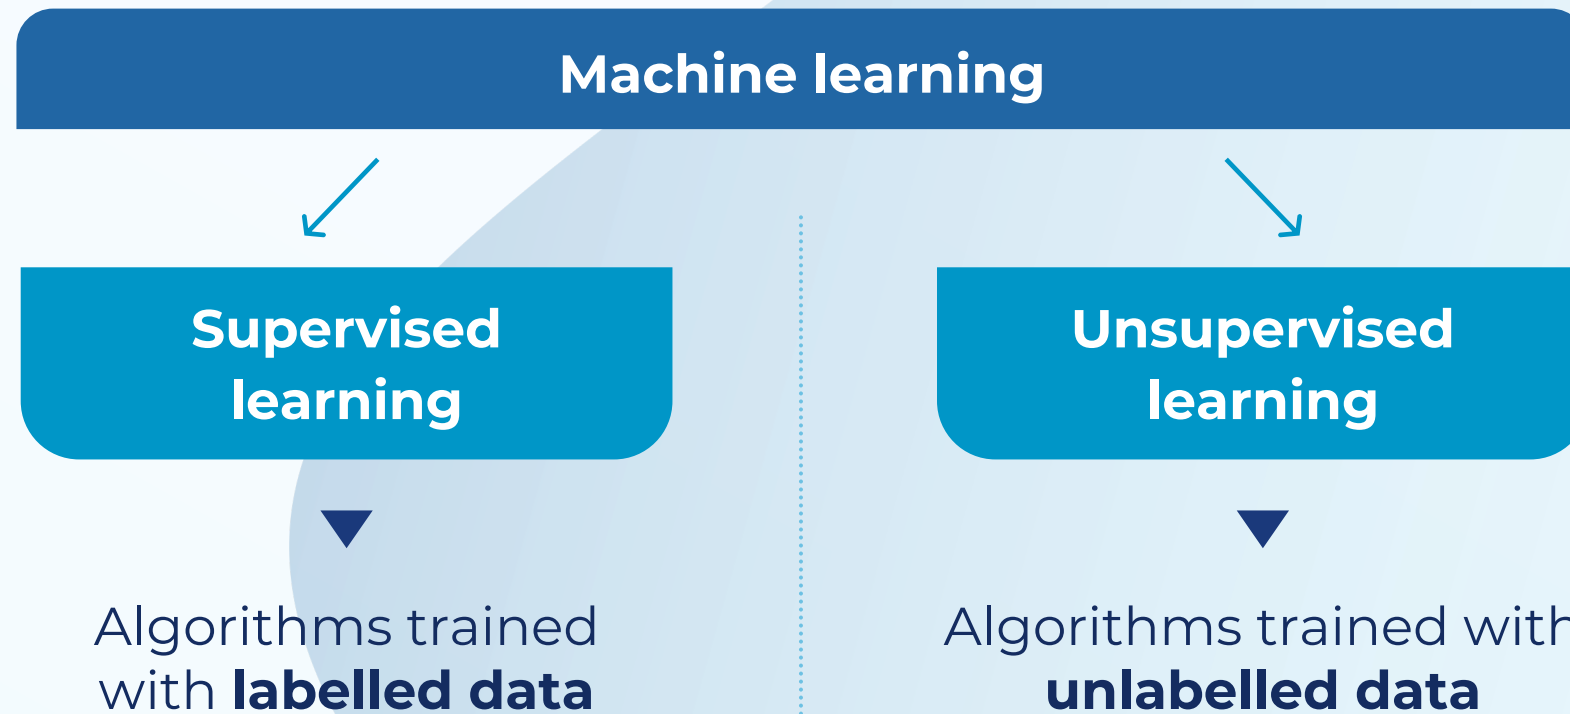 Machine learning
Supervised
learning
Algorithms trained
with labelled data
Unsupervised
learning
Algorithms trained with
unlabelled data